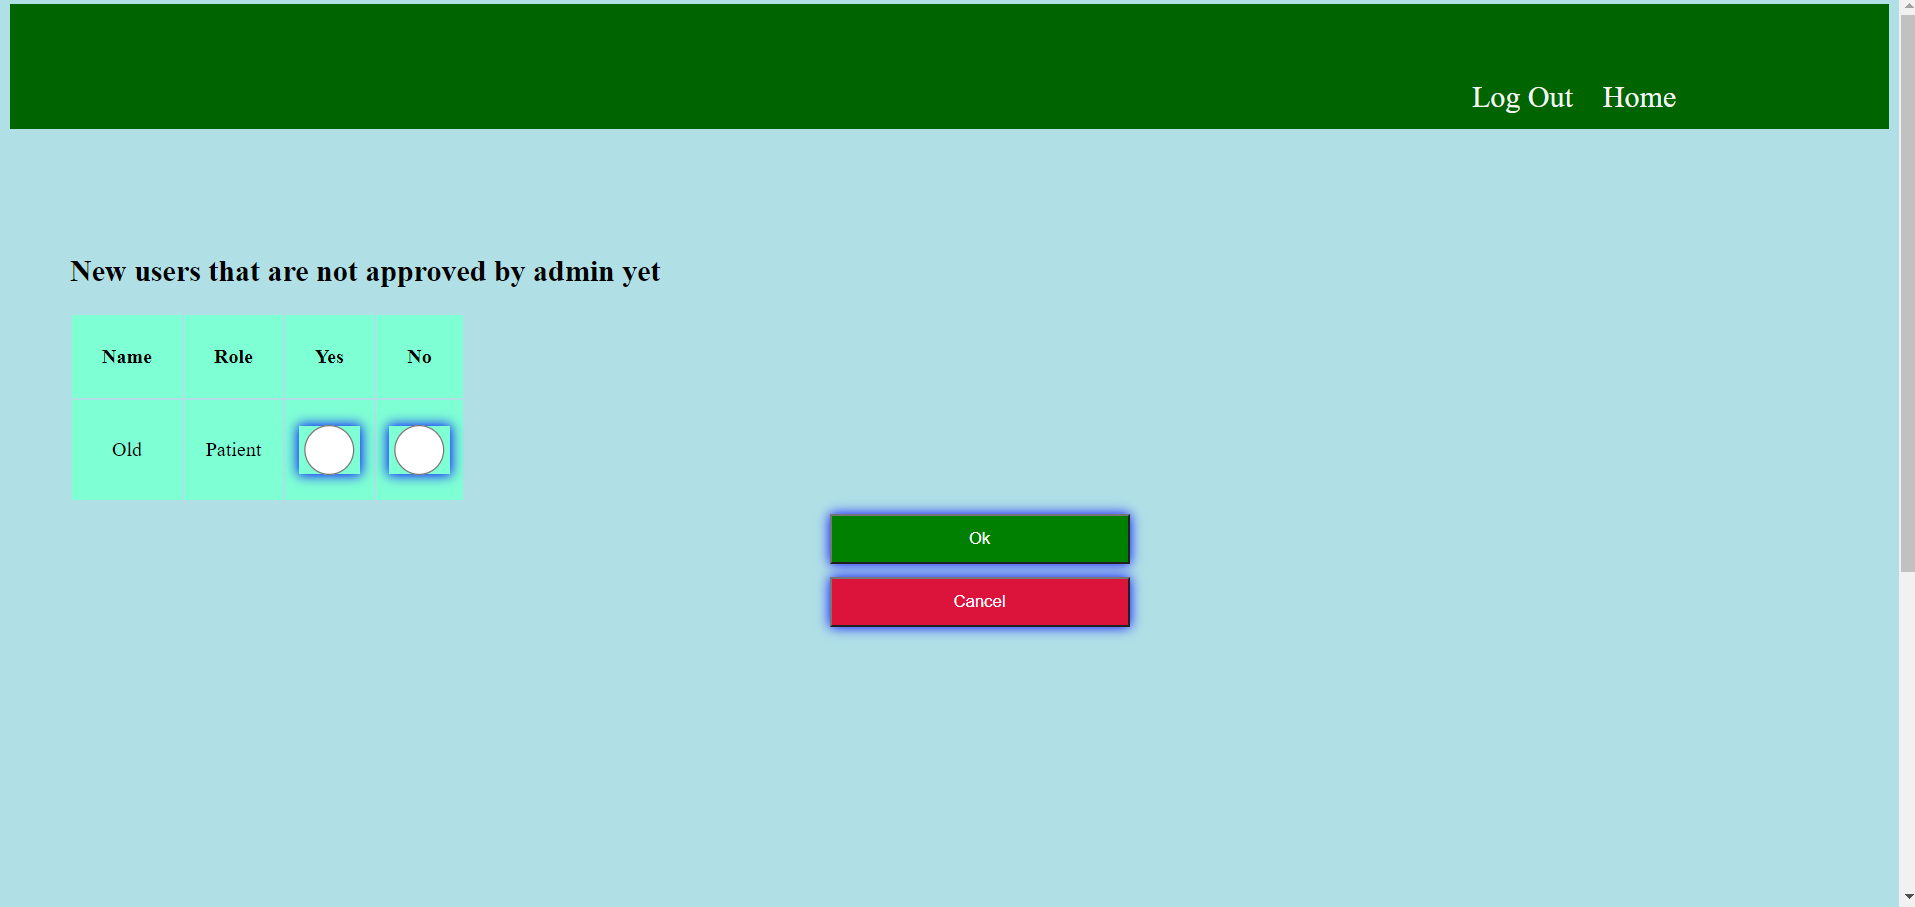 Log Out Home
New users that are not approved by admin yet
Name Role Yes No
Old Patient
Ok
Cancel